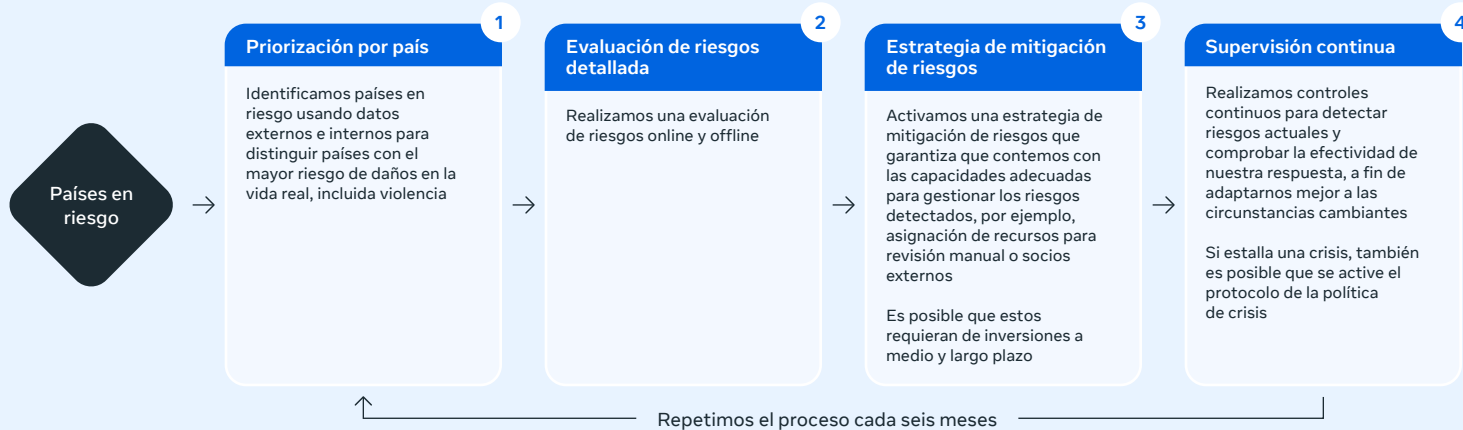 Países en
riesgo
1
Priorización por país
Identificamos países en
riesgo usando datos
externos e internos para
distinguir países con el
mayor riesgo de daños en la
vida real, incluida violencia
2
Evaluación de riesgos
detallada
Realizamos una evaluación
de riesgos online y offline
3
Estrategia de mitigación
de riesgos
Activamos una estrategia de
mitigación de riesgos que
garantiza que contemos con
las capacidades adecuadas
para gestionar los riesgos
detectados, por ejemplo,
asignación de recursos para
revisión manual o socios
externos
Es posible que estos
requieran de inversiones a
medio y largo plazo
4
Supervisión continua
Realizamos controles
continuos para detectar
riesgos actuales y
comprobar la efectividad de
nuestra respuesta, a fin de
adaptarnos mejor a las
circunstancias cambiantes
Si estalla una crisis, también
es posible que se active el
protocolo de la política
de crisis
Repetimos el proceso cada seis meses